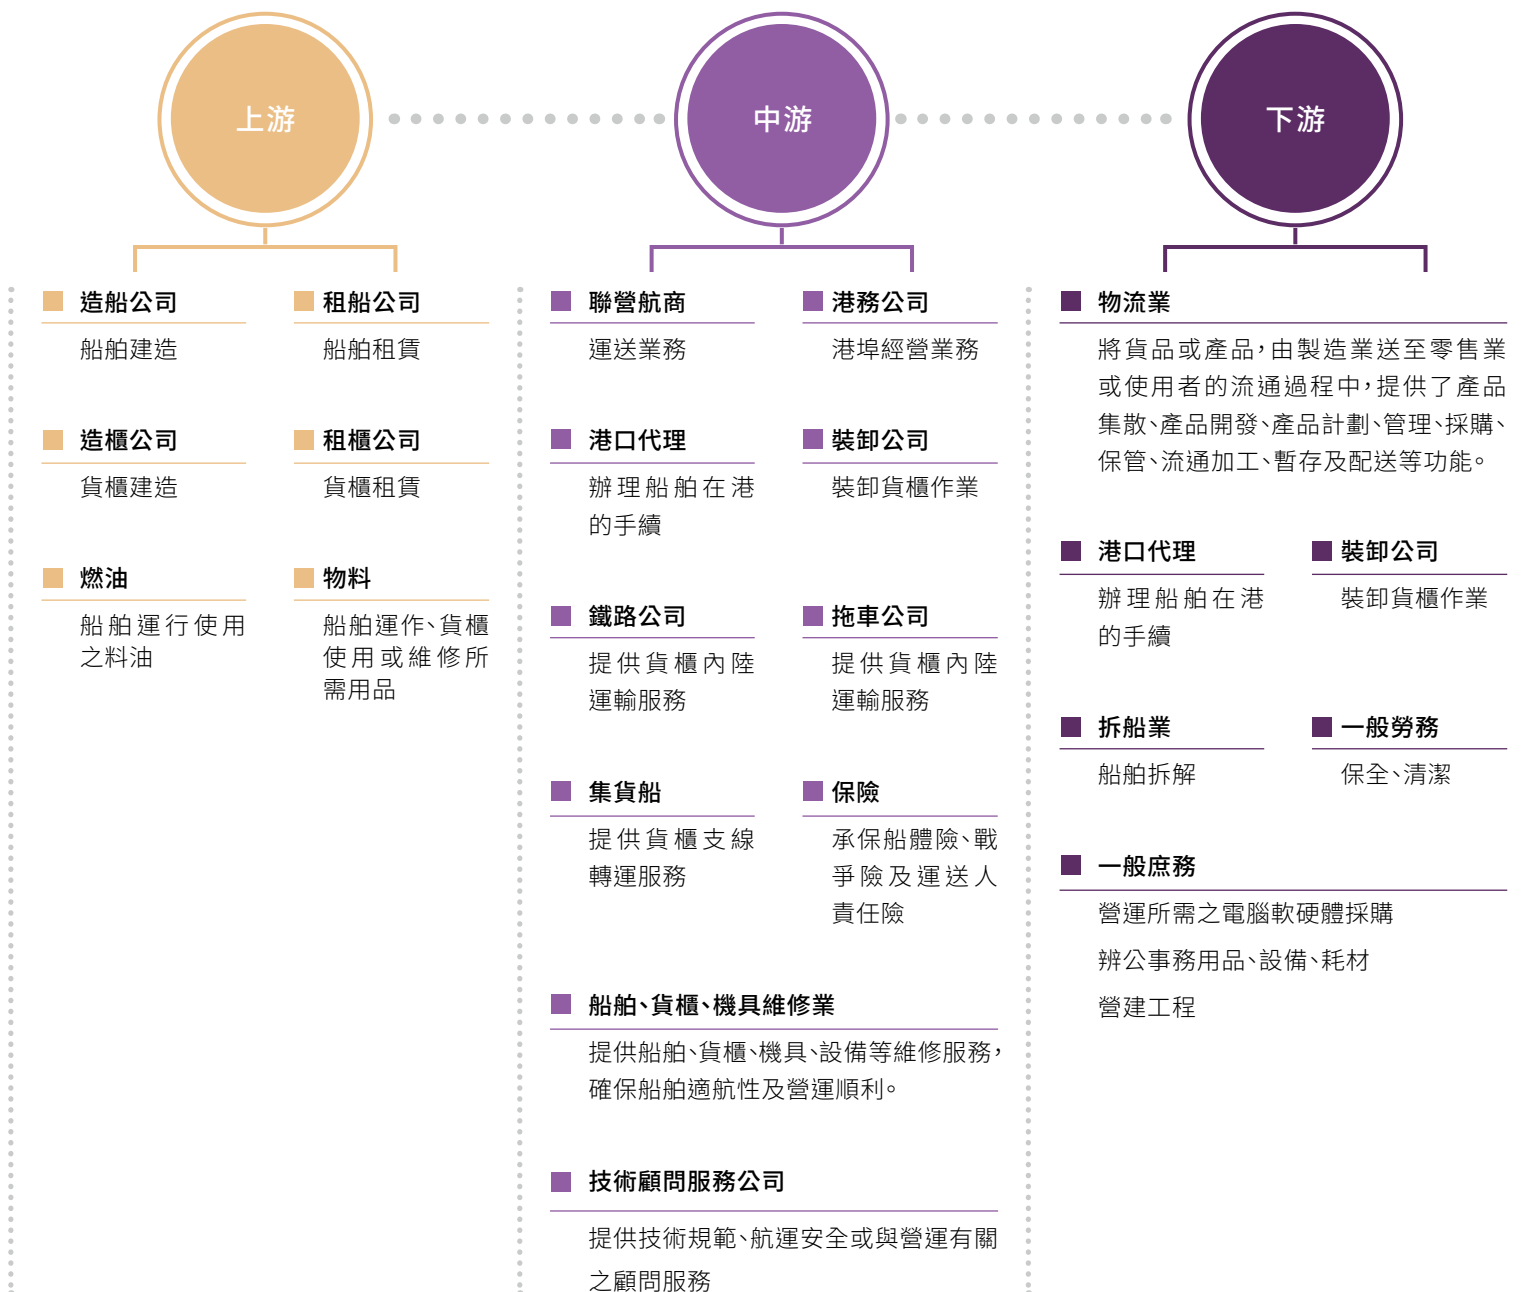 上游
造船公司
船舶建造
租船公司
船舶租賃
造櫃公司
貨櫃建造
租櫃公司
貨櫃租賃
燃油
船舶運行使用
之料油
物料
船舶運作、貨櫃
使用或維修所
需用品
中游
聯營航商
運送業務
港務公司
港埠經營業務
港口代理
辦理船舶在港
的手續
裝卸公司
裝卸貨櫃作業
鐵路公司
提供貨櫃內陸
運輸服務
拖車公司
提供貨櫃內陸
運輸服務
集貨船
提供貨櫃支線
轉運服務
保險
承保船體險、戰
爭險及運送人
責任險
船舶、貨櫃、機具維修業
提供船舶、貨櫃、機具、設備等維修服務，
確保船舶適航性及營運順利。
技術顧問服務公司
提供技術規範、航運安全或與營運有關
之顧問服務
下游
物流業
將貨品或產品，由製造業送至零售業
或使用者的流通過程中，提供了產品
集散、產品開發、產品計劃、管理、採購、
保管、流通加工、暫存及配送等功能。
港口代理
辦理船舶在港
的手續
裝卸公司
裝卸貨櫃作業
拆船業
船舶拆解
一般勞務
保全、清潔
一般庶務
營運所需之電腦軟硬體採購
辨公事務用品、設備、耗材
營建工程